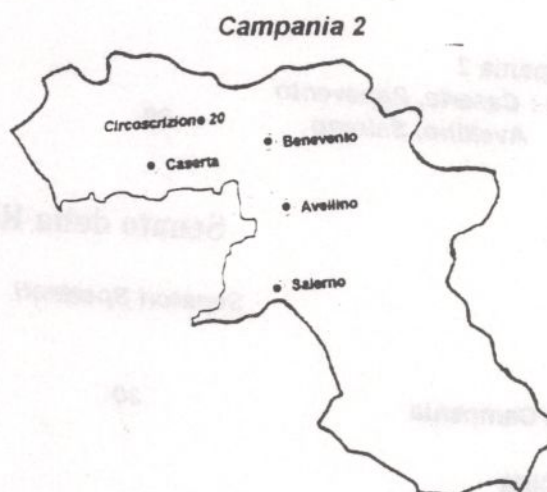 Campania 2
Circoscrizione 20
Caserta
Benevento
Avellino
Salerno